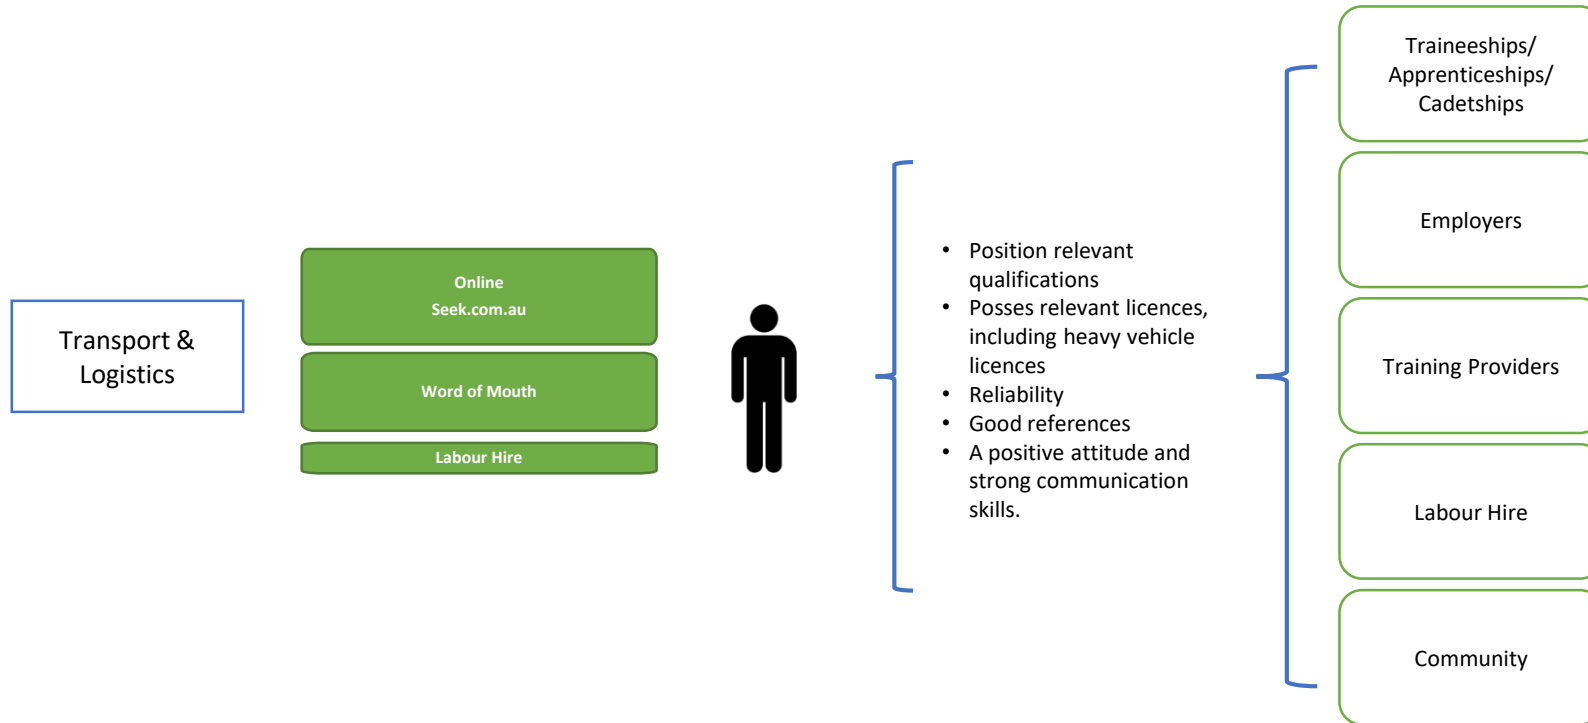 Transport &
Logistics
Online
Seek.com.au
Word of Mouth
Labour Hire
• Position relevant
qualifications
• Posses relevant licences,
including heavy vehicle
licences
• Reliability
• Good references
• A positive attitude and
strong communication
skills.
Traineeships/
Apprenticeships/
Cadetships
Employers
Training Providers
Labour Hire
Community